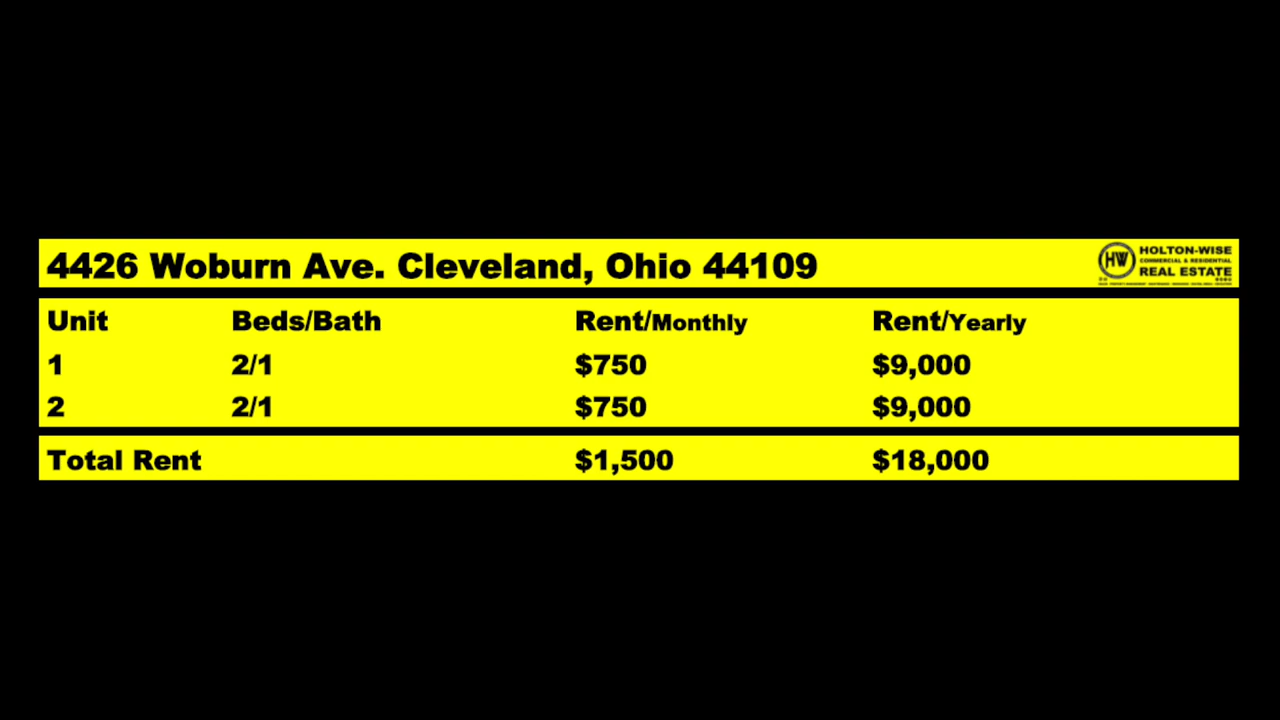 4426 Woburn Ave. Cleveland, Ohio 44109
HW
HOLTON-WISE
COMMERCIAL & RESIDENTIAL
REAL ESTATE
Unit Beds/Bath Rent/Monthly Rent/Yearly
1 2/1 $750 $9,000
2 2/1 $750 $9,000
Total Rent $1,500 $18,000